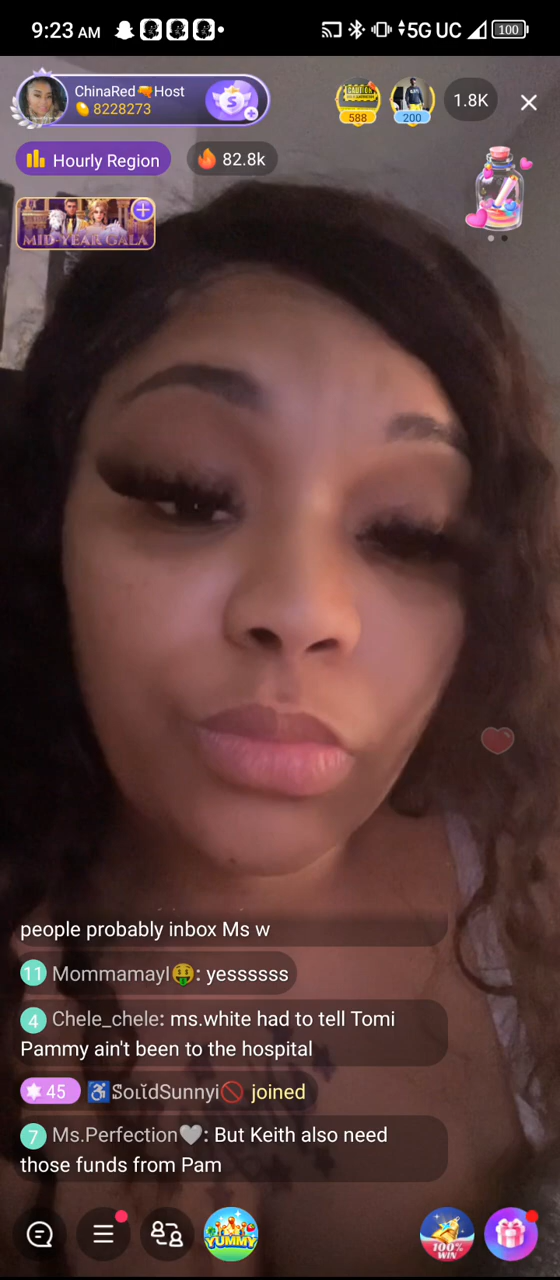 9:23 AM
5G UC
100
ChinaRed🔫Host
8228273
S
588
200
1.8K
Hourly Region
82.8k
MID-YEAR GALA
people probably inbox Ms w
11 Mommamayl🤑: yessssss
4 Chele_chele: ms.white had to tell Tomi
Pammy ain't been to the hospital
45 ♿SoɩĭdSunnyi🚫 joined
7 Ms.Perfection🤍: But Keith also need
those funds from Pam
YUMMY
100%
WIN